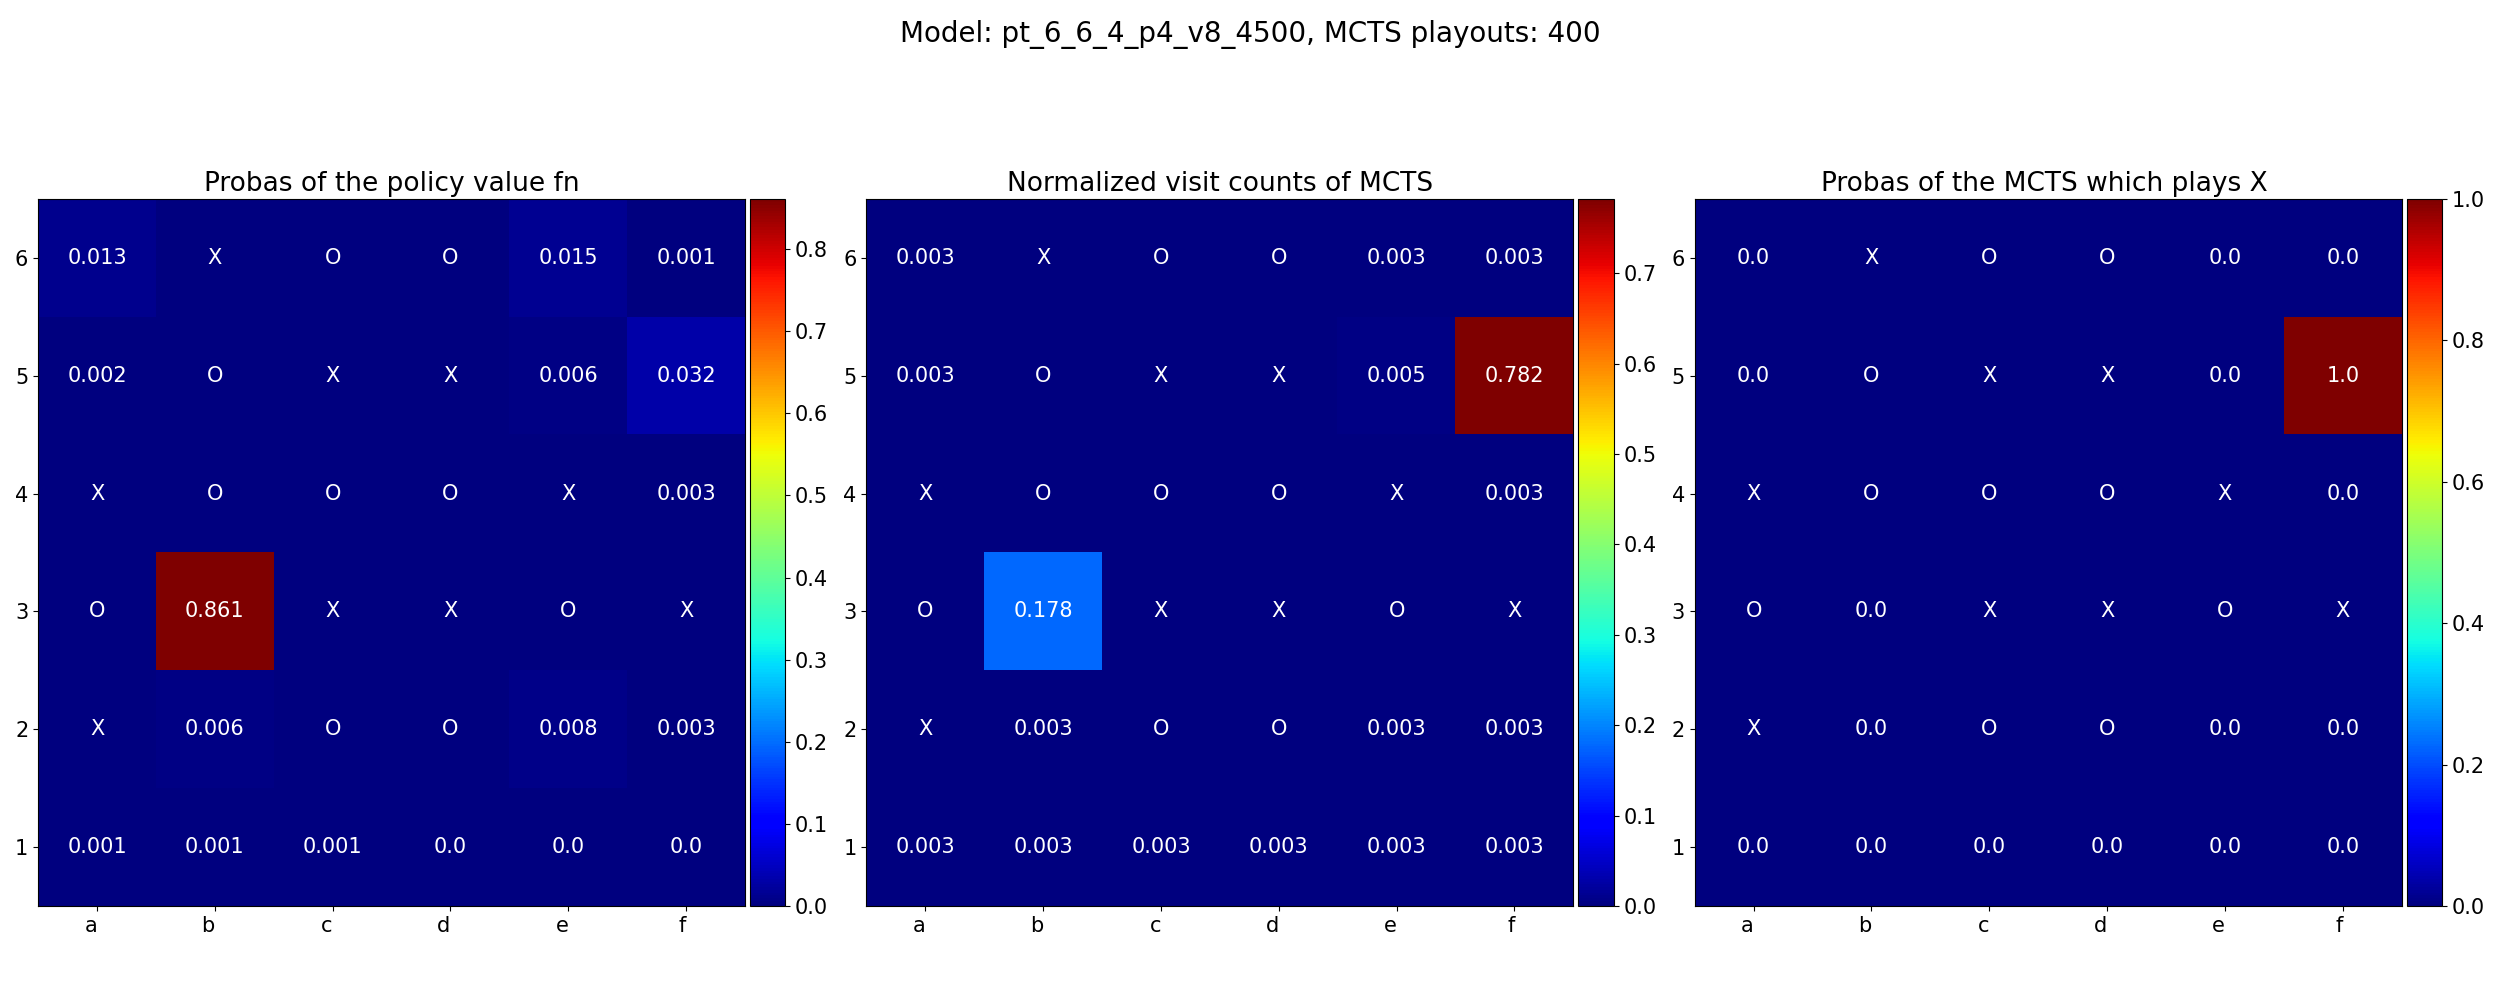 Model: pt_6_6_4_p4_v8_4500, MCTS playouts: 400
Probas of the policy value fn
6 0.013 X O O 0.015 0.001
5 0.002 O X X 0.006 0.032
4 X O O O X 0.003
3 O 0.861 X X O X
2 X 0.006 O O 0.008 0.003
1 0.001 0.001 0.001 0.0 0.0 0.0
a b c d e f
0.8
0.7
0.6
0.5
0.4
0.3
0.2
0.1
0.0
Normalized visit counts of MCTS
6 0.003 X O O 0.003 0.003
5 0.003 O X X 0.005 0.782
4 X O O O X 0.003
3 O 0.178 X X O X
2 X 0.003 O O 0.003 0.003
1 0.003 0.003 0.003 0.003 0.003 0.003
a b c d e f
0.7
0.6
0.5
0.4
0.3
0.2
0.1
0.0
Probas of the MCTS which plays X
6 0.0 X O O 0.0 0.0
5 0.0 O X X 0.0 1.0
4 X O O O X 0.0
3 O 0.0 X X O X
2 X 0.0 O O 0.0 0.0
1 0.0 0.0 0.0 0.0 0.0 0.0
a b c d e f
1.0
0.8
0.6
0.4
0.2
0.0